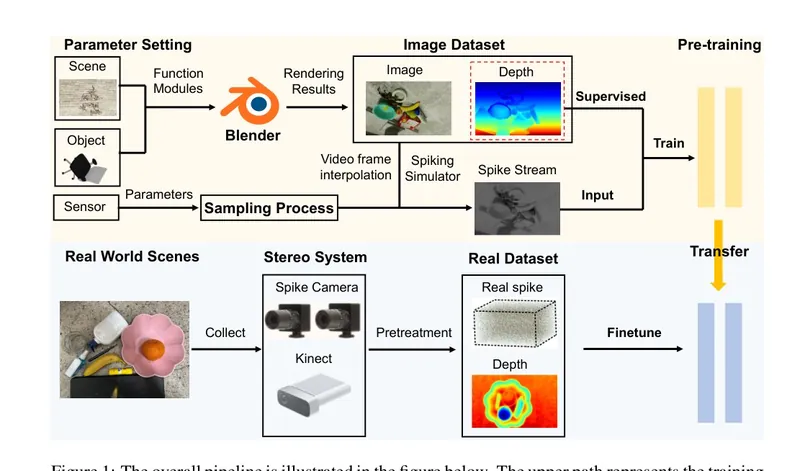 Parameter Setting
Image Dataset
Pre-training
Scene
Function
Modules
Blender
Rendering
Results
Image
Depth
Supervised
Object
Train
Video frame
interpolation
Spiking
Simulator
Spike Stream
Sensor
Parameters
Sampling Process
Input
Transfer
Real World Scenes
Stereo System
Real Dataset
Spike Camera
Real spike
Collect
Kinect
Pretreatment
Depth
Finetune
Figure 1: The overall pipeline is illustrated in the figure below. The upper path represents the training